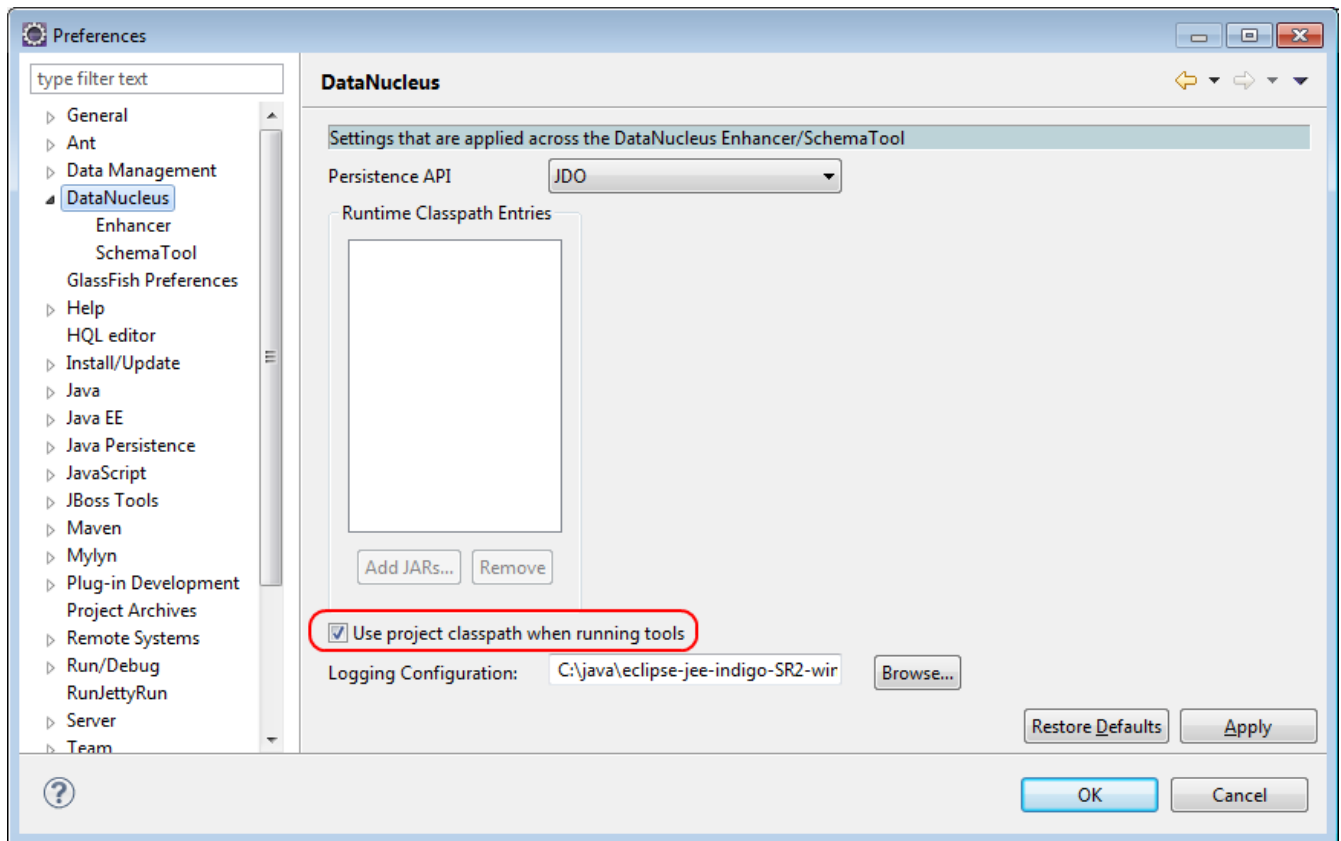 Preferences
type filter text
General
Ant
Data Management
DataNucleus
Enhancer
SchemaTool
GlassFish Preferences
Help
HQL editor
Install/Update
Java
Java EE
Java Persistence
JavaScript
JBoss Tools
Maven
Mylyn
Plug-in Development
Project Archives
Remote Systems
Run/Debug
RunJettyRun
Server
Team
DataNucleus
Settings that are applied across the DataNucleus Enhancer/SchemaTool
Persistence API JDO
Runtime Classpath Entries
Add JARs... Remove
Use project classpath when running tools
Logging Configuration: C:\java\eclipse-jee-indigo-SR2-win Browse...
Restore Defaults Apply
? OK Cancel